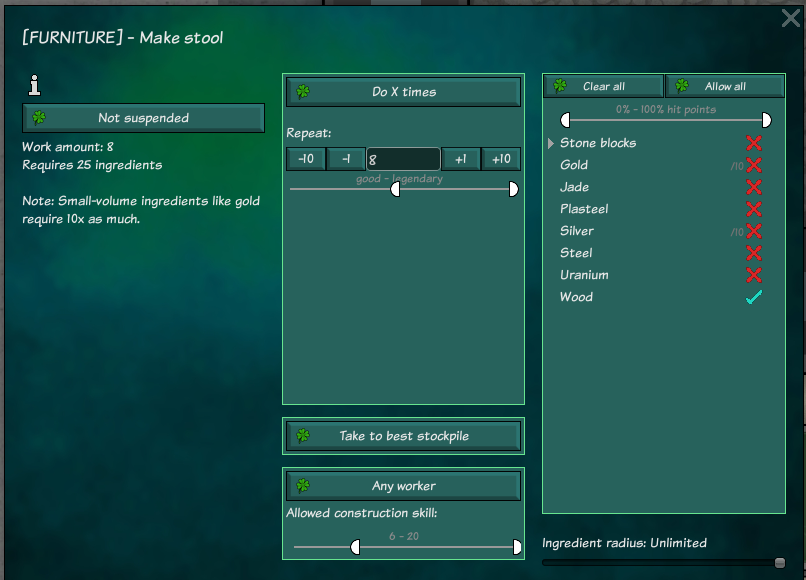 [FURNITURE] - Make stool
Not suspended
Work amount: 8
Requires 25 ingredients
Note: Small-volume ingredients like gold
require 10x as much.
Do X times
Repeat:
-10 -1 8 +1 +10
good - legendary
Take to best stockpile
Any worker
Allowed construction skill:
6 - 20
Clear all Allow all
0% - 100% hit points
Stone blocks
Gold /10
Jade
Plasteel
Silver /10
Steel
Uranium
Wood
Ingredient radius: Unlimited